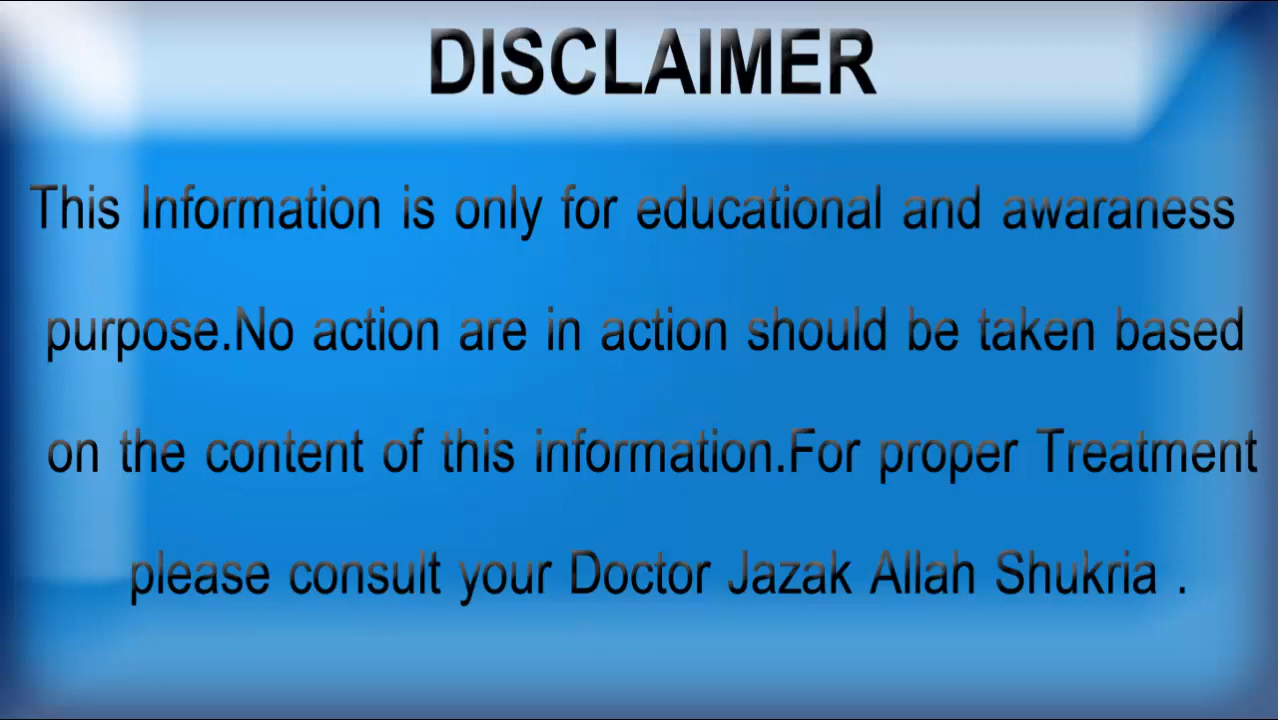 DISCLAIMER
This Information is only for educational and awaraness
purpose.No action are in action should be taken based
on the content of this information.For proper Treatment
please consult your Doctor Jazak Allah Shukria .